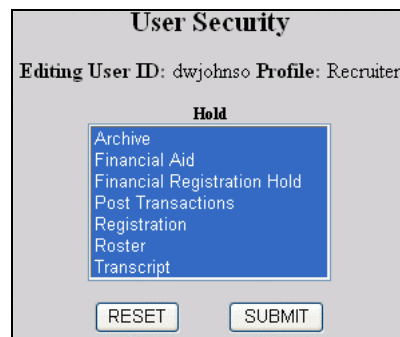 User Security
Editing User ID: dwjohnso Profile: Recruiter
Hold
Archive
Financial Aid
Financial Registration Hold
Post Transactions
Registration
Roster
Transcript
RESET SUBMIT